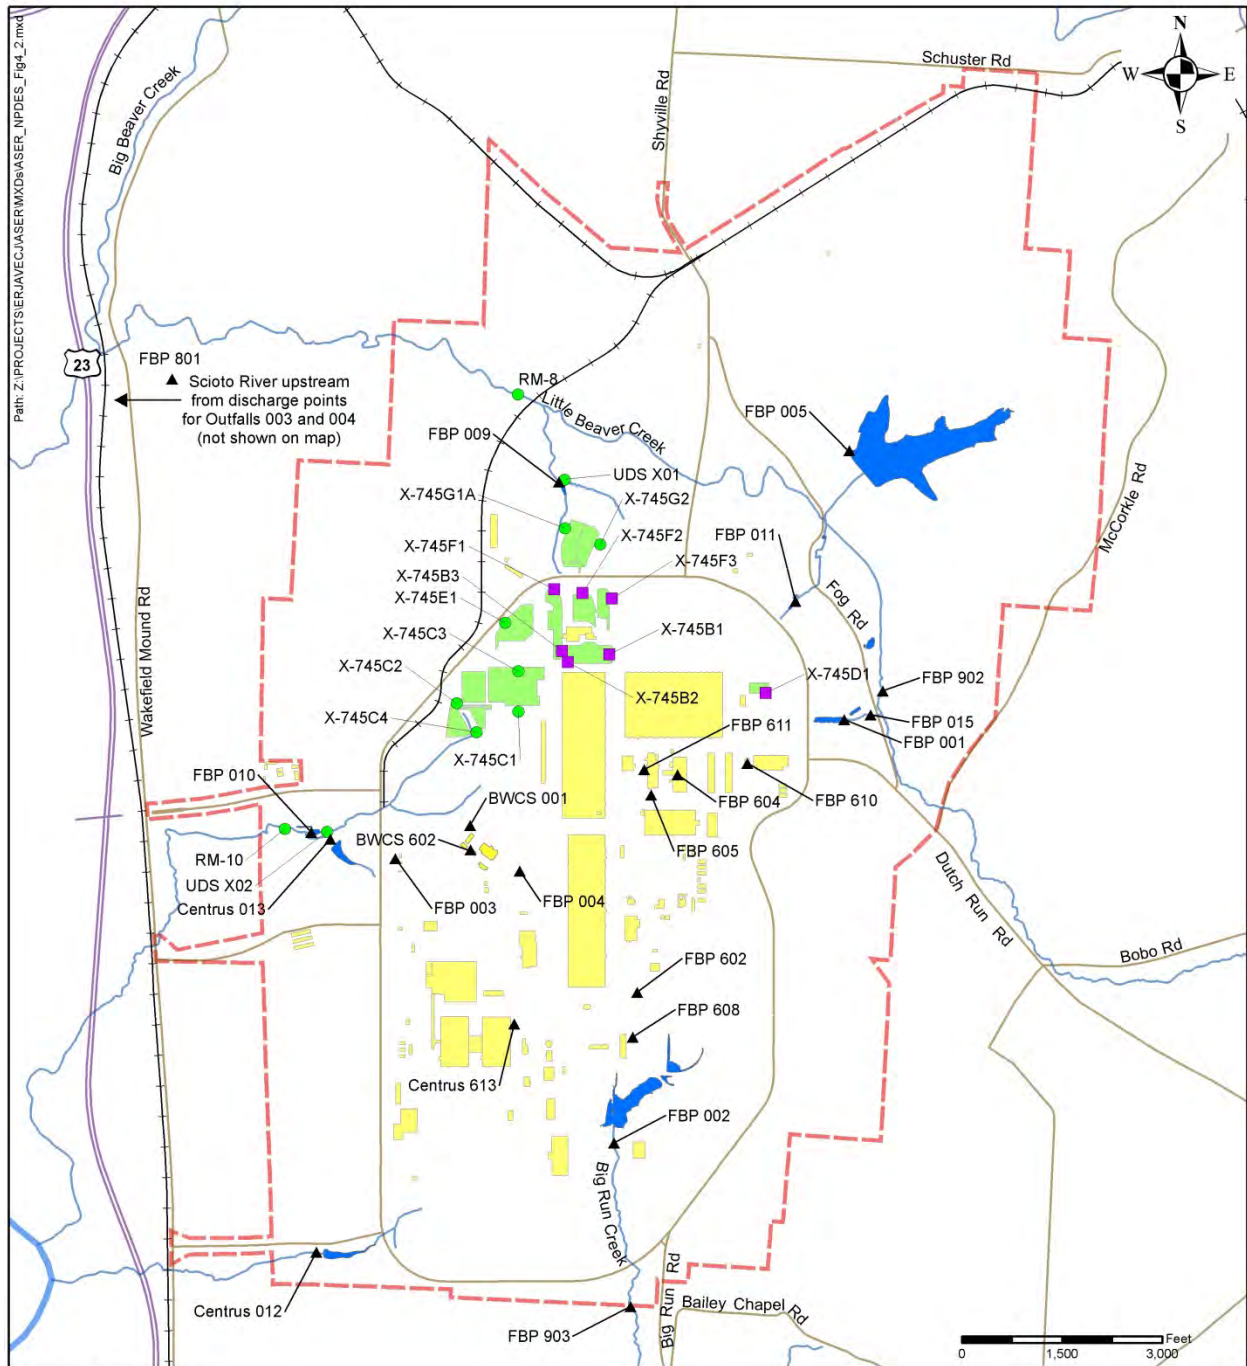 Path: Z:\PROJECTS\ERJAVECJ\ASER\MXDs\ASER_NPDES_Fig4_2.mxd
N
W
E
S
Schuster Rd
Shyville Rd
Big Beaver Creek
23
FBP 801
Scioto River upstream
from discharge points
for Outfalls 003 and 004
(not shown on map)
RM-8
Little Beaver Creek
FBP 005
FBP 009
UDS X01
X-745G1A
X-745G2
McCorkle Rd
X-745F1
X-745F2
FBP 011
X-745B3
X-745F3
X-745E1
Fog Rd
Wakefield Mound Rd
X-745C3
X-745B1
X-745C2
X-745D1
FBP 902
X-745B2
X-745C4
FBP 611
FBP 015
FBP 001
X-745C1
FBP 010
FBP 604
FBP 610
BWCS 001
BWCS 602
FBP 605
RM-10
UDS X02
Centrus 013
FBP 003
FBP 004
Dutch Run Rd
Bobo Rd
FBP 602
FBP 608
Centrus 613
FBP 002
Big Run Creek
Big Run Rd
Bailey Chapel Rd
Centrus 012
FBP 903
Feet
0
1,500
3,000